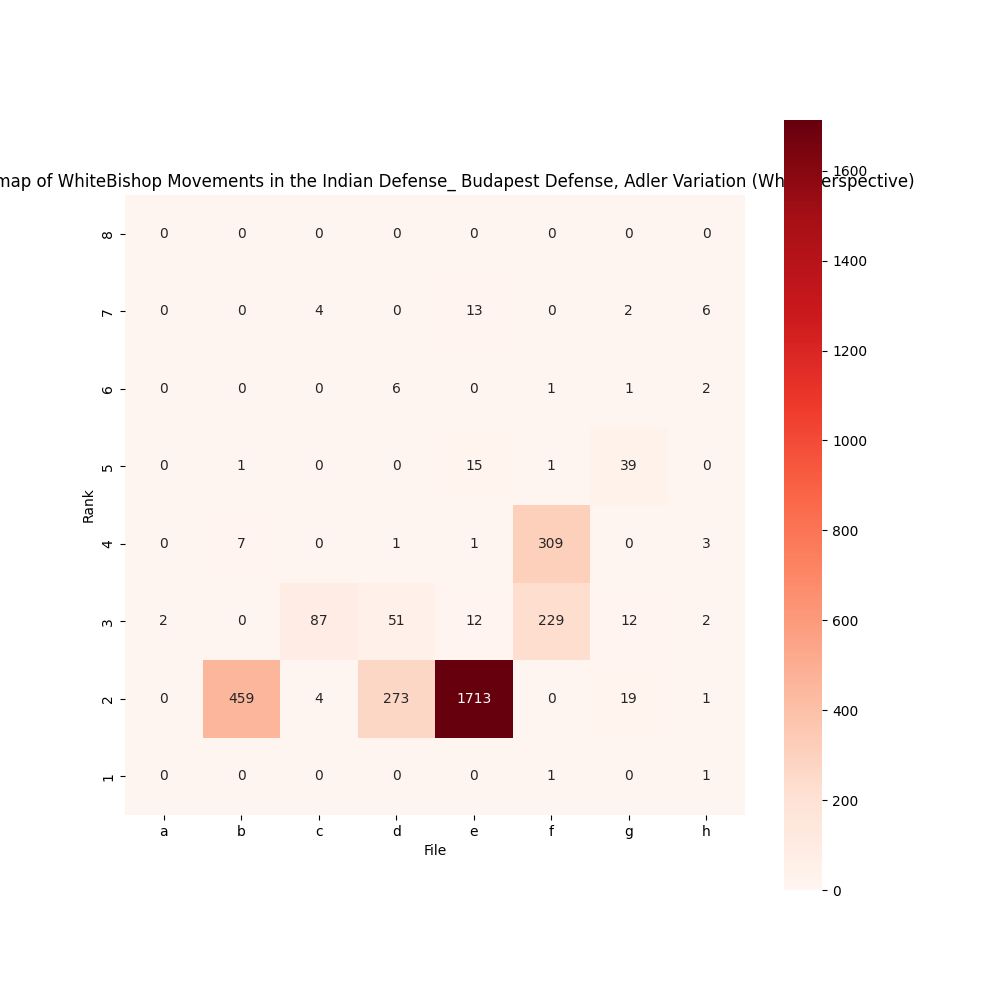 map of WhiteBishop Movements in the Indian Defense_ Budapest Defense, Adler Variation
8 0 0 0 0 0 0 0 0
7 0 0 4 0 13 0 2 6
6 0 0 0 6 0 1 1 2
5 0 1 0 0 15 1 39 0
4 0 7 0 1 1 309 0 3
3 2 0 87 51 12 229 12 2
2 0 459 4 273 1713 0 19 1
1 0 0 0 0 0 1 0 1
a b c d e f g h
File
Rank
1600
1400
1200
1000
800
600
400
200
0